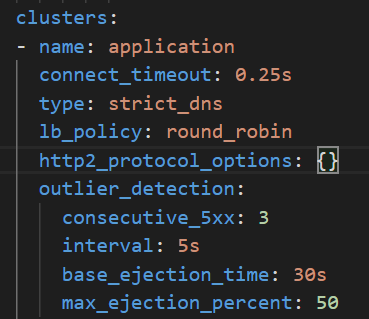 clusters:
- name: application
connect_timeout: 0.25s
type: strict_dns
lb_policy: round_robin
http2_protocol_options: {}
outlier_detection:
consecutive_5xx: 3
interval: 5s
base_ejection_time: 30s
max_ejection_percent: 50